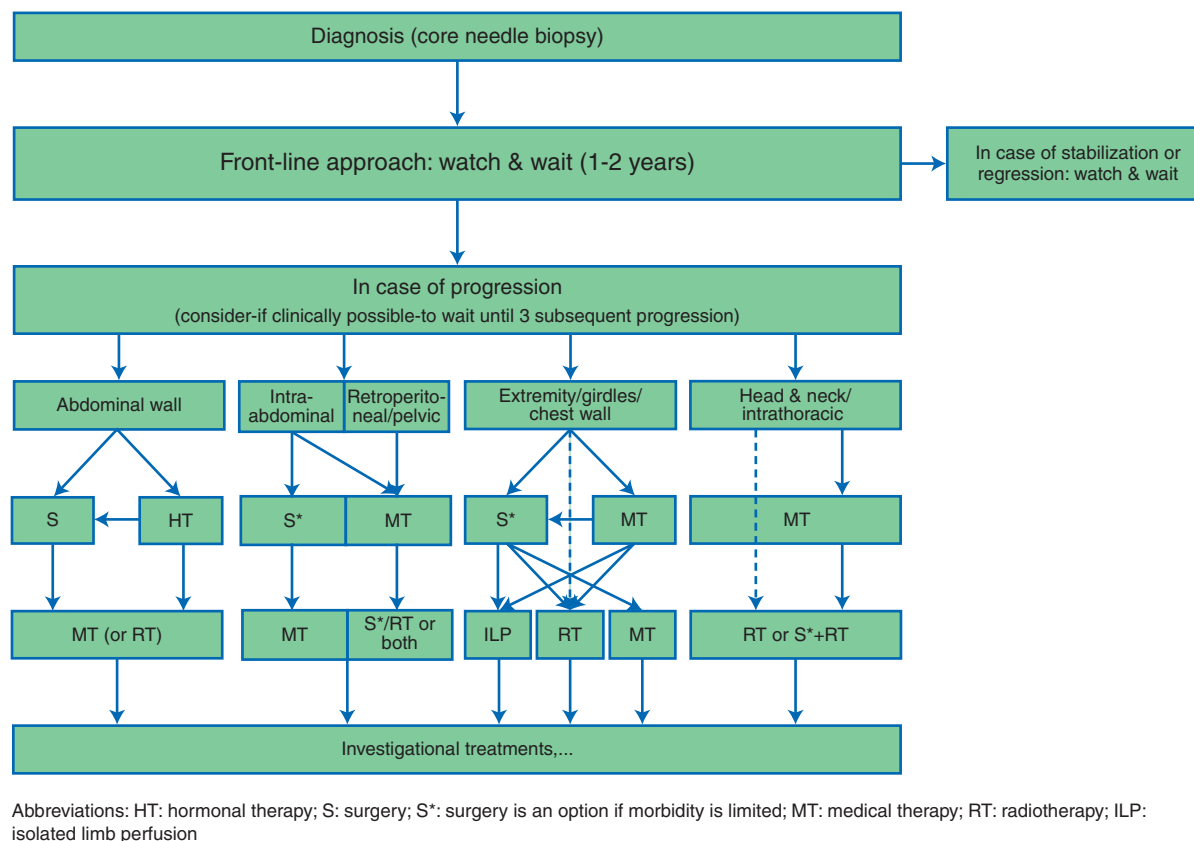 Diagnosis (core needle biopsy)
Front-line approach: watch & wait (1-2 years)
In case of stabilization or
regression: watch & wait
In case of progression
(consider-if clinically possible-to wait until 3 subsequent progression)
Abdominal wall
Intra-
abdominal
Retroperito-
neal/pelvic
Extremity/girdles/
chest wall
Head & neck/
intrathoracic
S
HT
S*
MT
S*
MT
MT
MT (or RT)
MT
S*/RT or
both
ILP
RT
MT
RT or S*+RT
Investigational treatments,...
Abbreviations: HT: hormonal therapy; S: surgery; S*: surgery is an option if morbidity is limited; MT: medical therapy; RT: radiotherapy; ILP:
isolated limb perfusion